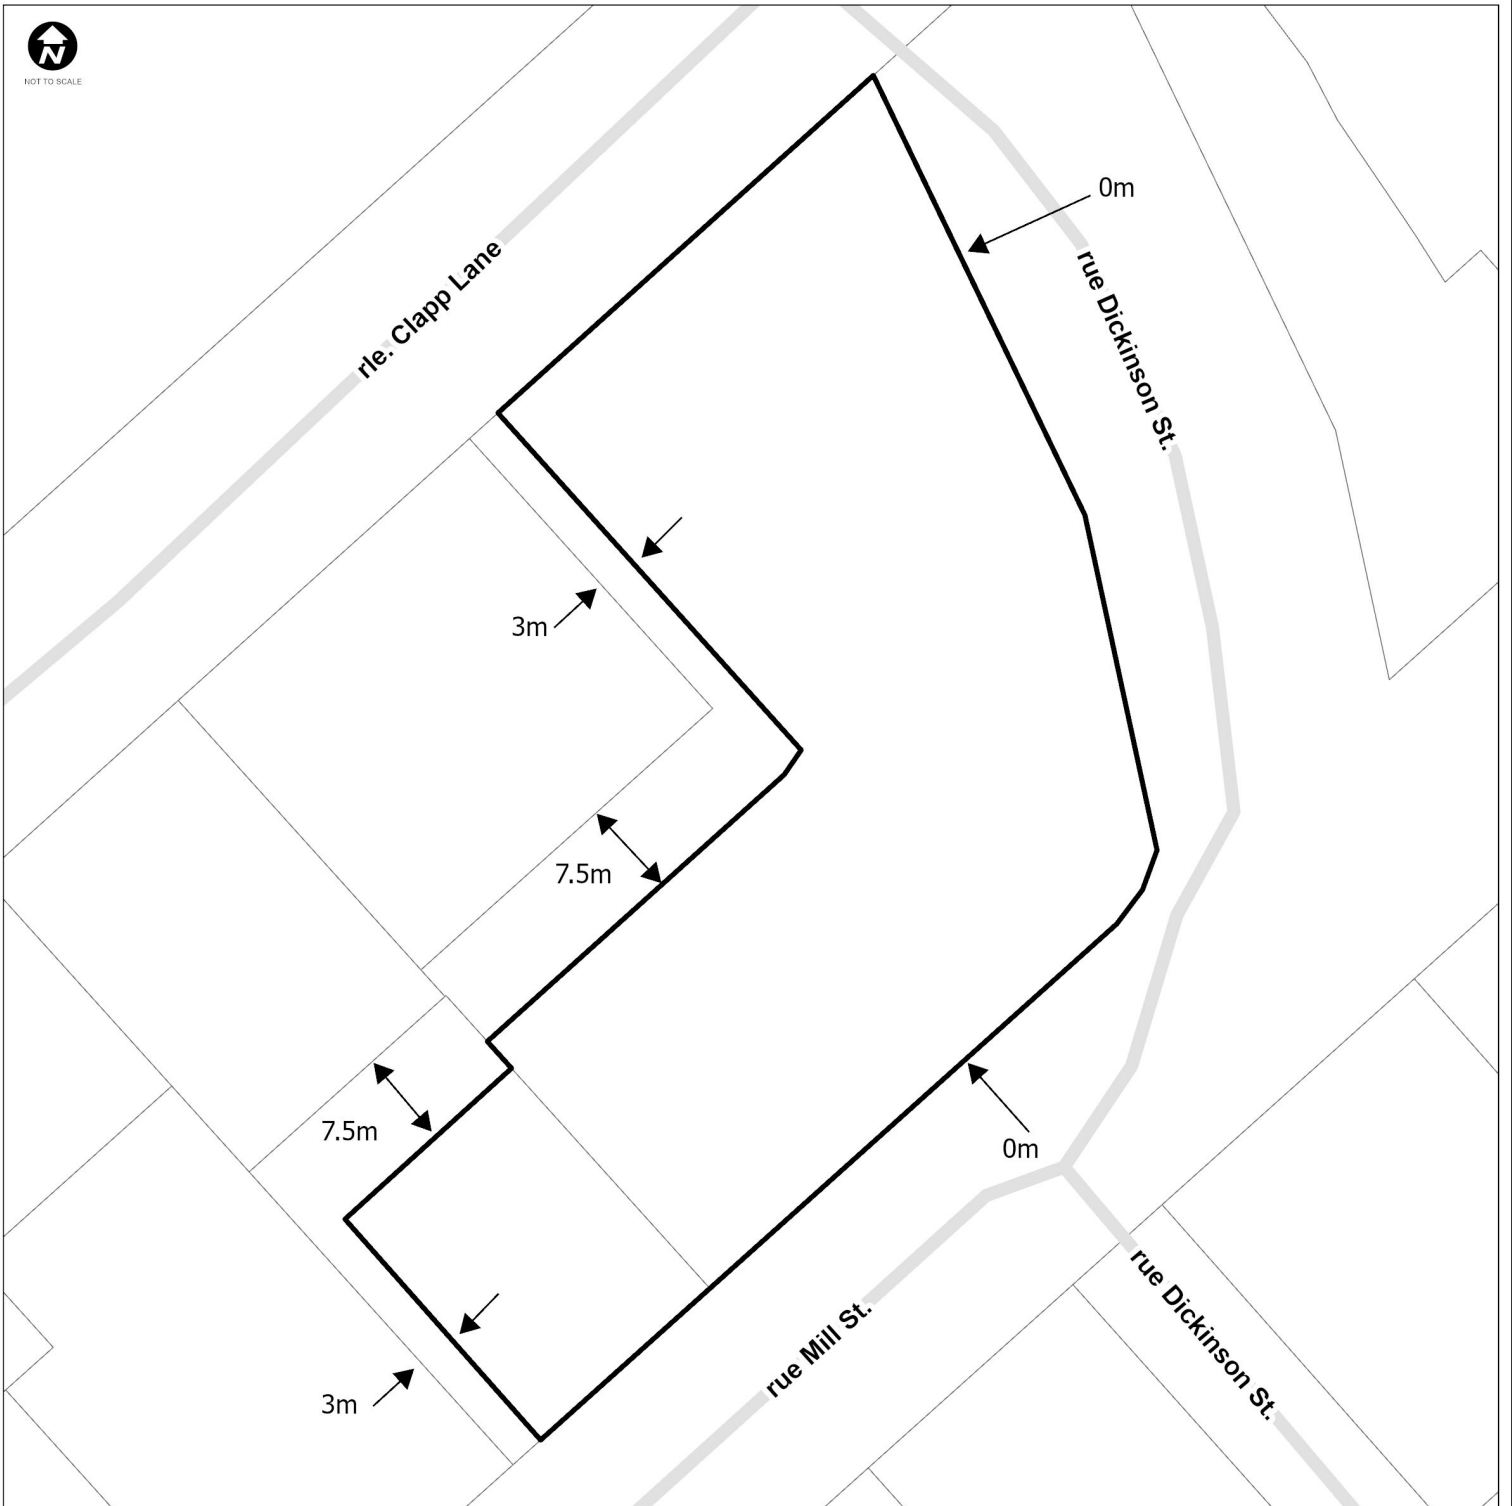 N
NOT TO SCALE
0m
rle. Clapp Lane
rue Dickinson St.
3m
7.5m
7.5m
0m
rue Dickinson St.
rue Mill St.
3m